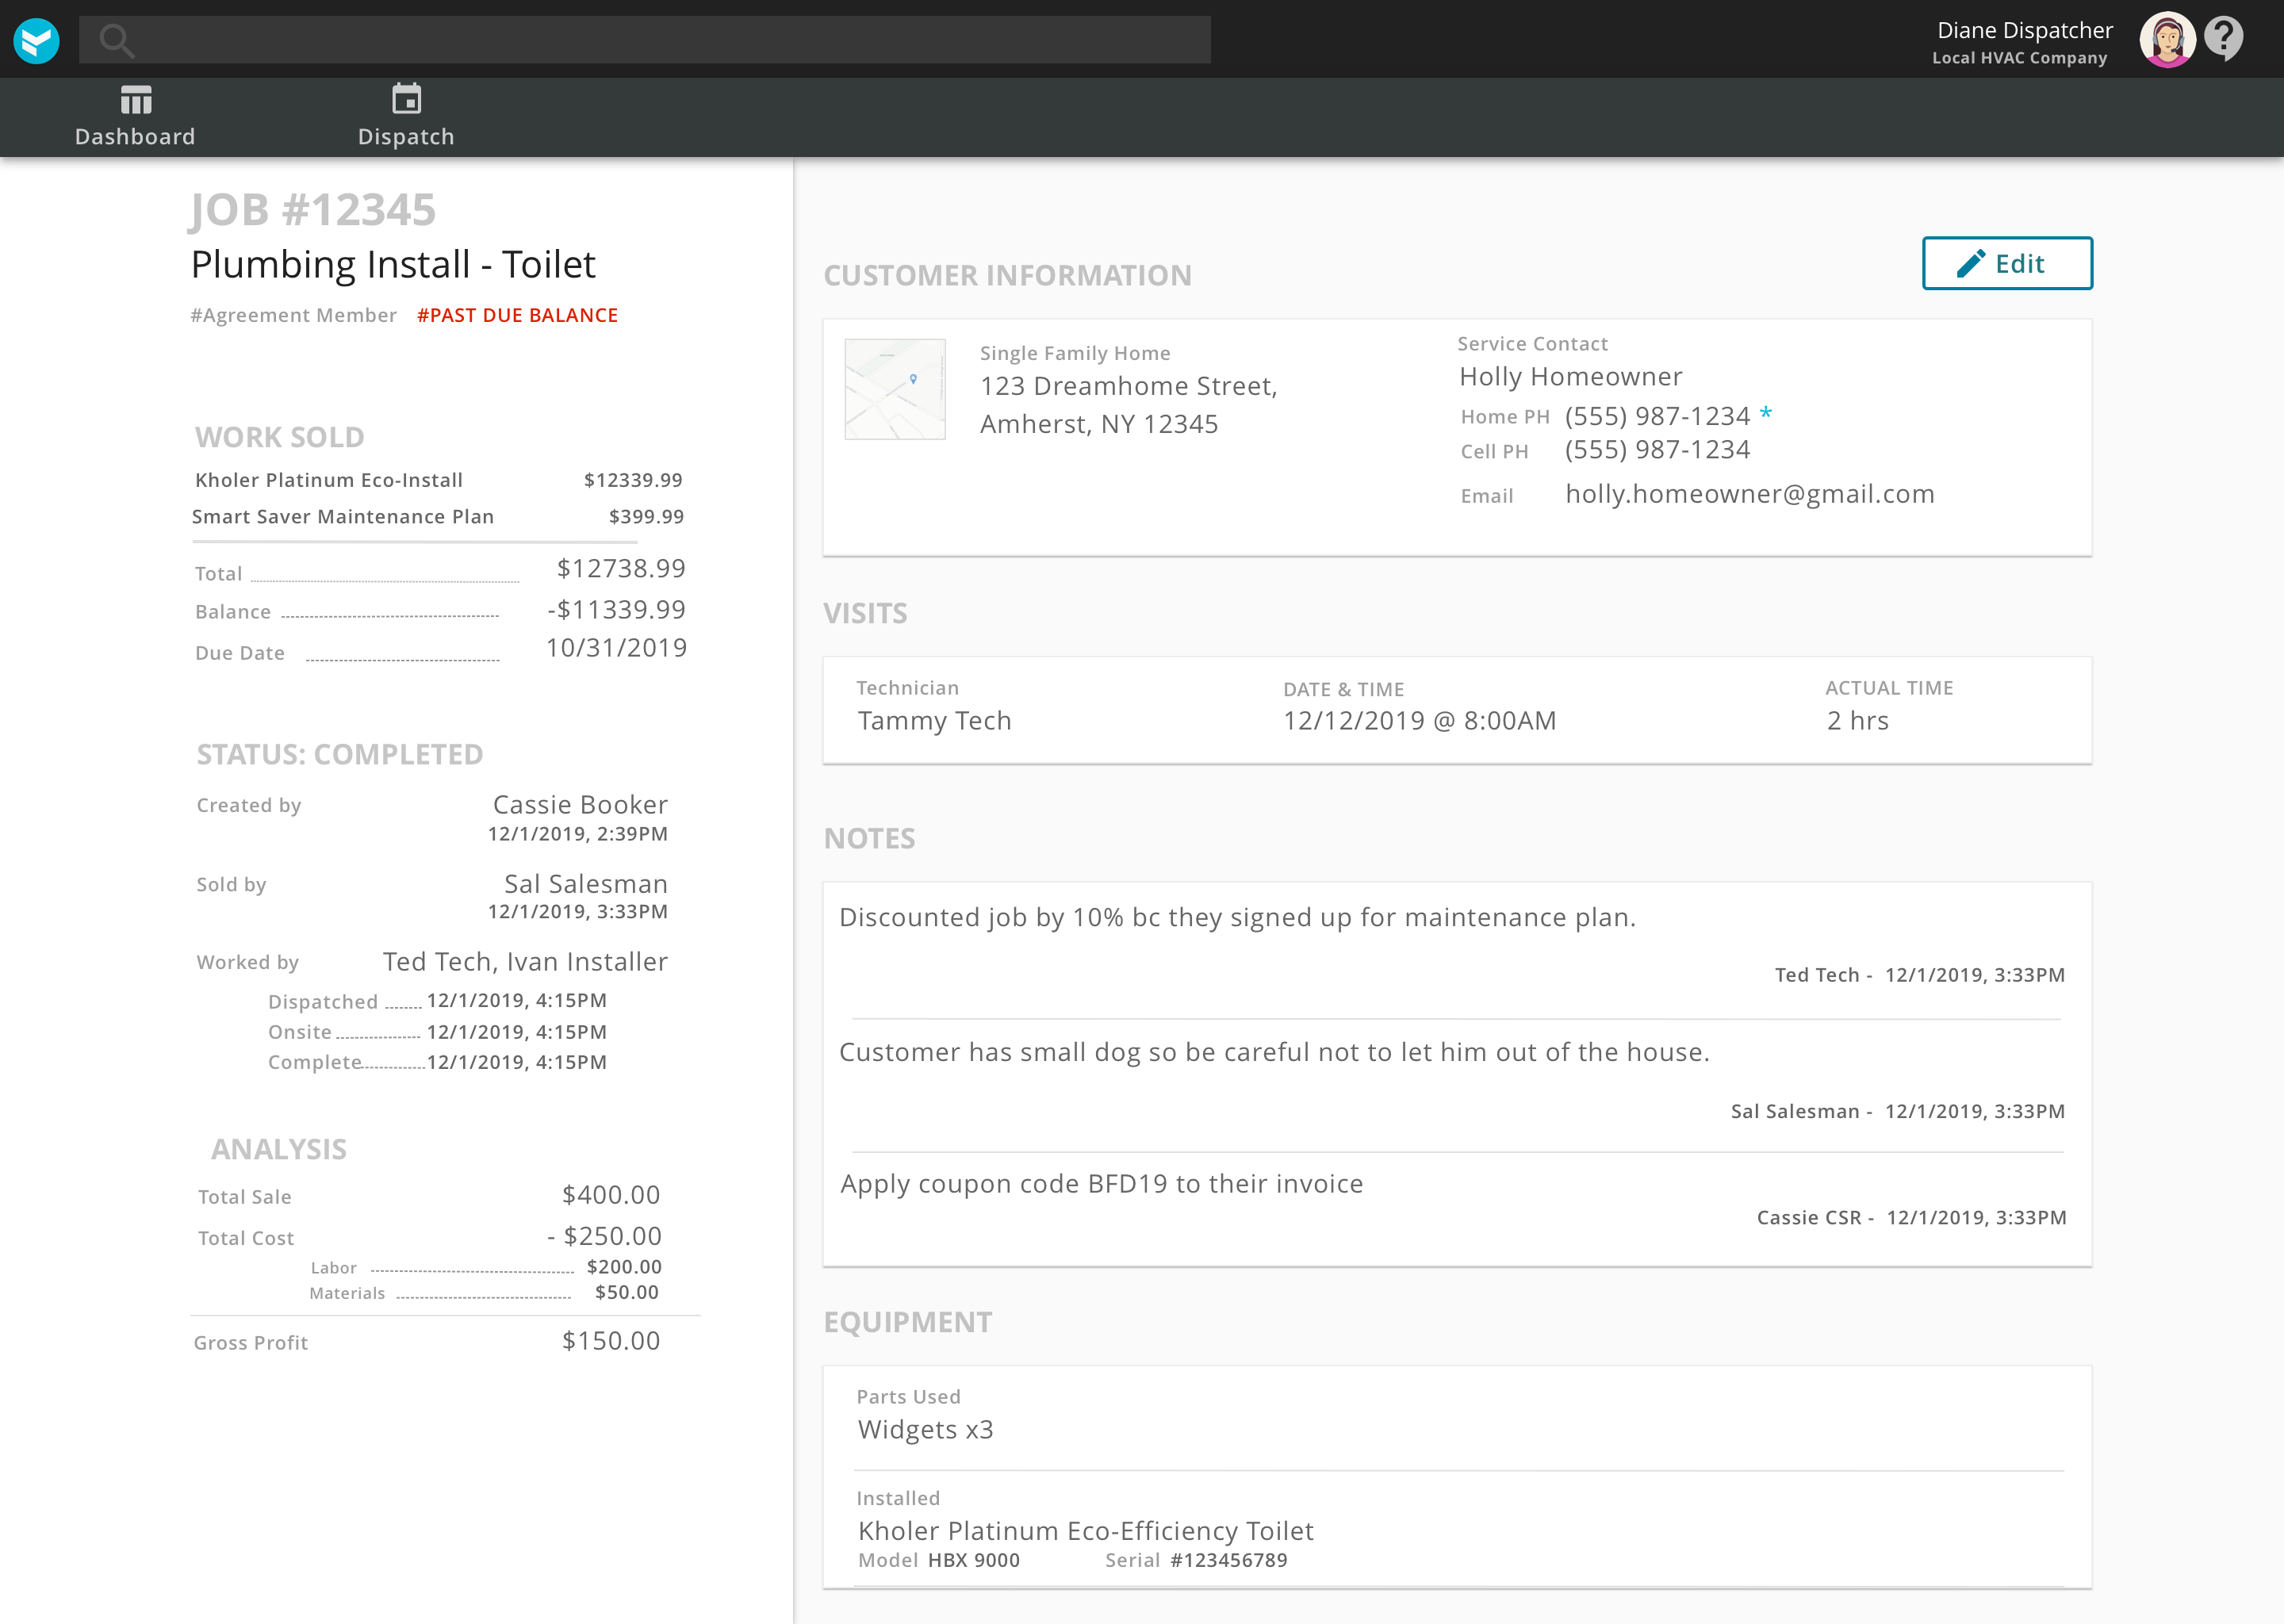 Diane Dispatcher
Local HVAC Company
Dashboard
Dispatch
JOB #12345
Plumbing Install - Toilet
#Agreement Member #PAST DUE BALANCE
WORK SOLD
Kholer Platinum Eco-Install $12339.99
Smart Saver Maintenance Plan $399.99
Total $12738.99
Balance -$11339.99
Due Date 10/31/2019
STATUS: COMPLETED
Created by Cassie Booker
12/1/2019, 2:39PM
Sold by Sal Salesman
12/1/2019, 3:33PM
Worked by Ted Tech, Ivan Installer
Dispatched 12/1/2019, 4:15PM
Onsite 12/1/2019, 4:15PM
Complete 12/1/2019, 4:15PM
ANALYSIS
Total Sale $400.00
Total Cost - $250.00
Labor $200.00
Materials $50.00
Gross Profit $150.00
CUSTOMER INFORMATION
Edit
Single Family Home
123 Dreamhome Street,
Amherst, NY 12345
Service Contact
Holly Homeowner
Home PH (555) 987-1234 *
Cell PH (555) 987-1234
Email holly.homeowner@gmail.com
VISITS
Technician DATE & TIME ACTUAL TIME
Tammy Tech 12/12/2019 @ 8:00AM 2 hrs
NOTES
Discounted job by 10% bc they signed up for maintenance plan.
Ted Tech - 12/1/2019, 3:33PM
Customer has small dog so be careful not to let him out of the house.
Sal Salesman - 12/1/2019, 3:33PM
Apply coupon code BFD19 to their invoice
Cassie CSR - 12/1/2019, 3:33PM
EQUIPMENT
Parts Used
Widgets x3
Installed
Kholer Platinum Eco-Efficiency Toilet
Model HBX 9000 Serial #123456789